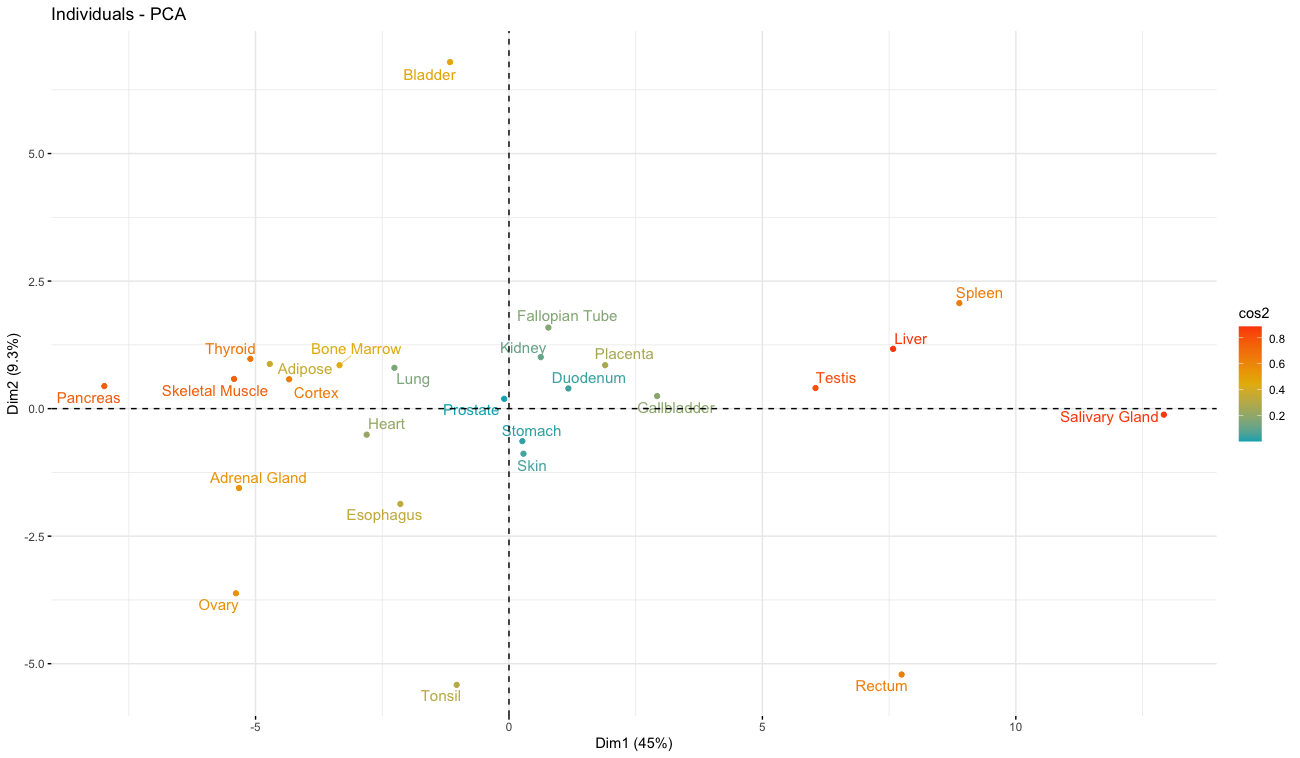 Individuals - PCA
Bladder
5.0
2.5
Spleen
Fallopian Tube
Liver
Thyroid
Bone Marrow
Kidney
Placenta
Adipose
Lung
Duodenum
Testis
Skeletal Muscle
Cortex
Pancreas
0.0
Prostate
Gallbladder
Salivary Gland
Heart
Stomach
Skin
Adrenal Gland
Esophagus
-2.5
Ovary
-5.0
Tonsil
Rectum
-5
0
5
10
Dim1 (45%)
Dim2 (9.3%)
cos2
0.8
0.6
0.4
0.2